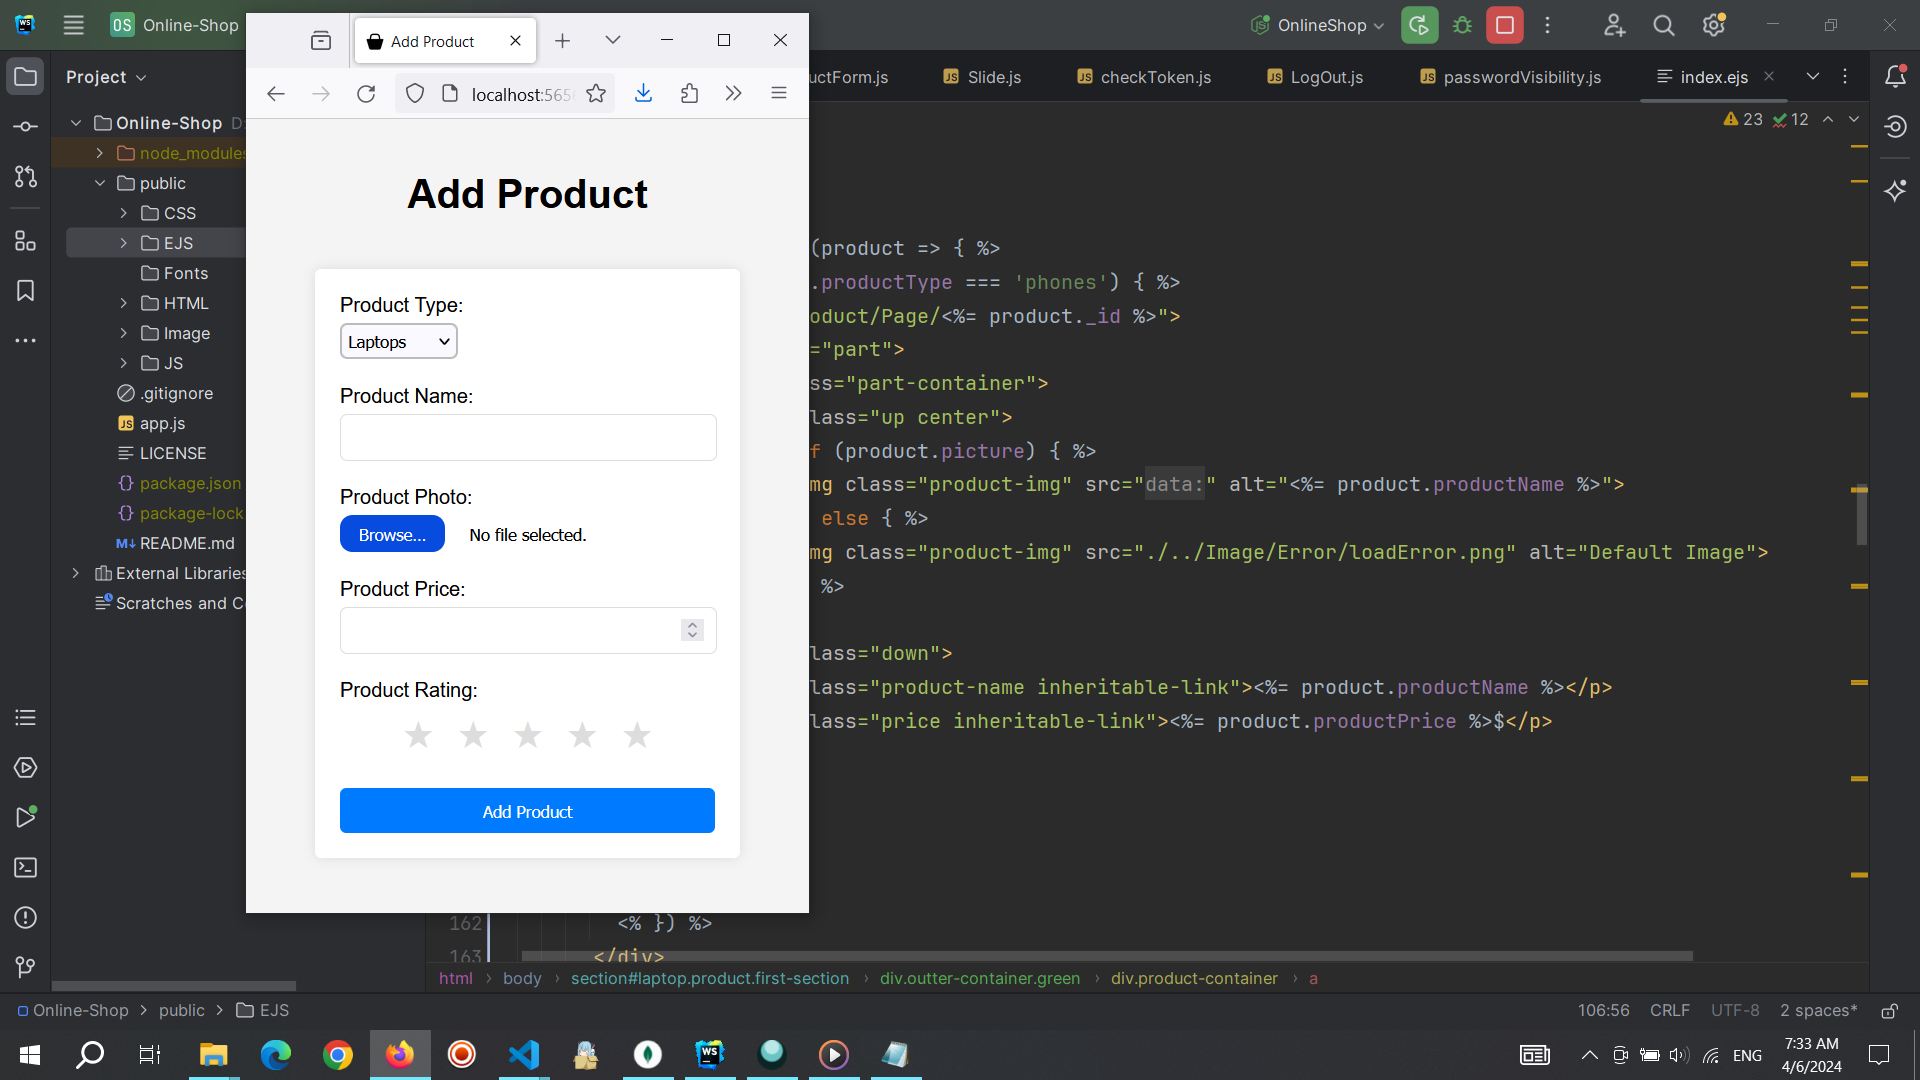 OS Online-Shop
OnlineShop
Project
Add Product
uctForm.js
Slide.js
checkToken.js
LogOut.js
passwordVisibility.js
index.ejs
localhost:5656
23 12
Online-Shop D:
node_modules
public
CSS
EJS
Fonts
HTML
Image
JS
.gitignore
app.js
LICENSE
package.json
package-lock
README.md
External Libraries
Scratches and Co
Add Product
Product Type:
Laptops
Product Name:
Product Photo:
Browse... No file selected.
Product Price:
Product Rating:
Add Product
(product => { %>
.productType === 'phones') { %>
oduct/Page/<%= product._id %>">
="part">
ss="part-container">
lass="up center">
f (product.picture) { %>
mg class="product-img" src="data:" alt="<%= product.productName %>">
else { %>
mg class="product-img" src="./../Image/Error/loadError.png" alt="Default Image">
%>
lass="down">
lass="product-name inheritable-link"><%= product.productName %></p>
lass="price inheritable-link"><%= product.productPrice %>$</p>
162 <% }) %>
163 </div>
html › body › section#laptop.product.first-section › div.outter-container.green › div.product-container › a
Online-Shop > public > EJS
106:56 CRLF UTF-8 2 spaces*
ENG
7:33 AM
4/6/2024